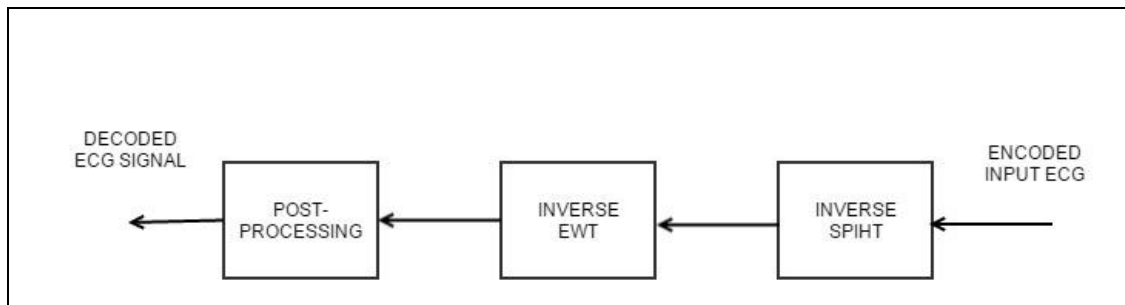 DECODED
ECG SIGNAL
POST-
PROCESSING
INVERSE
EWT
INVERSE
SPIHT
ENCODED
INPUT ECG